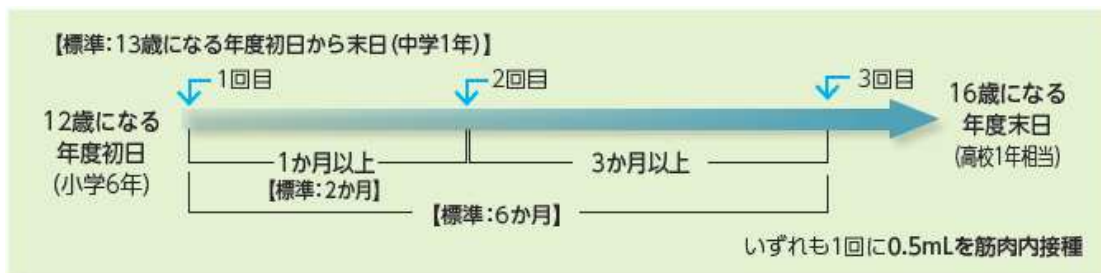 【標準:13歳になる年度初日から末日(中学1年)】
1回目
2回目
3回目
12歳になる
年度初日
(小学6年)
16歳になる
年度末日
(高校1年相当)
1か月以上
【標準:2か月】
3か月以上
【標準:6か月】
いずれも1回に0.5mLを筋肉内接種